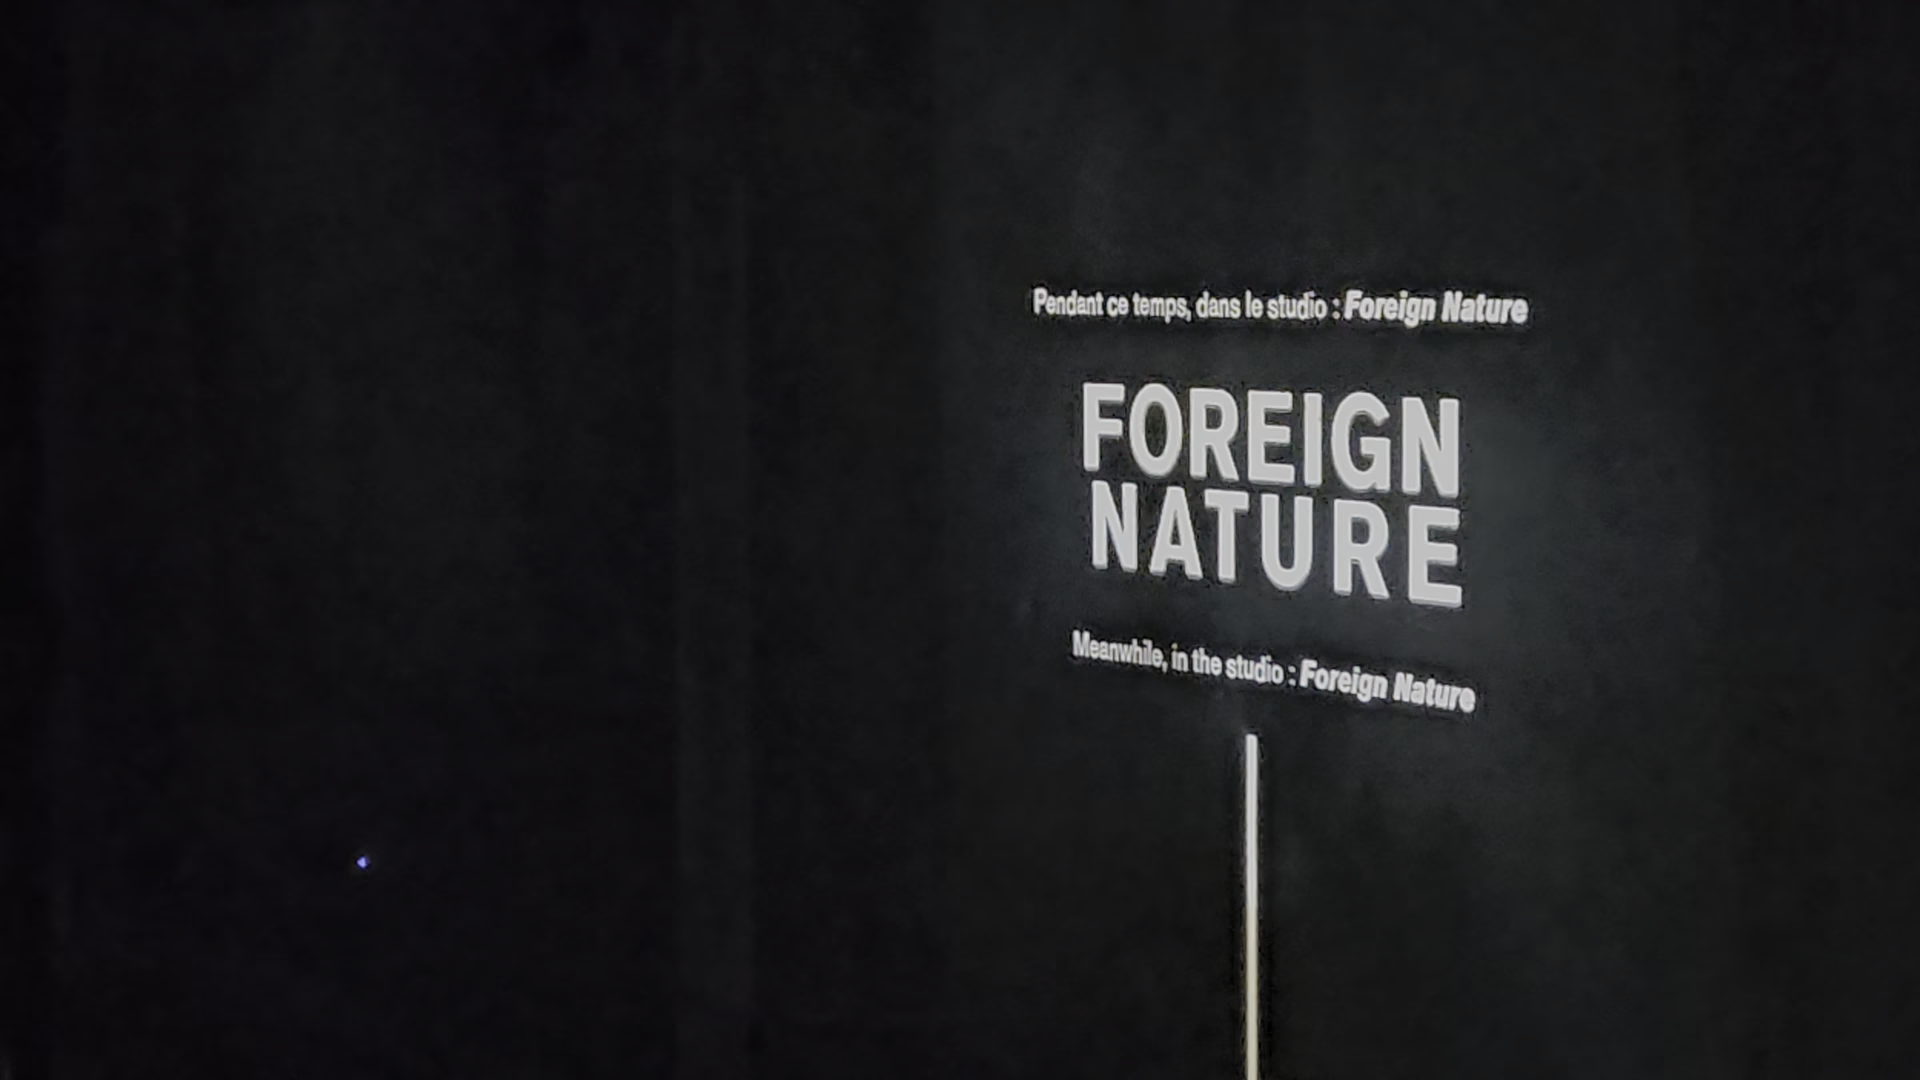 Pendant ce temps, dans le studio : Foreign Nature
FOREIGN
NATURE
Meanwhile, in the studio : Foreign Nature